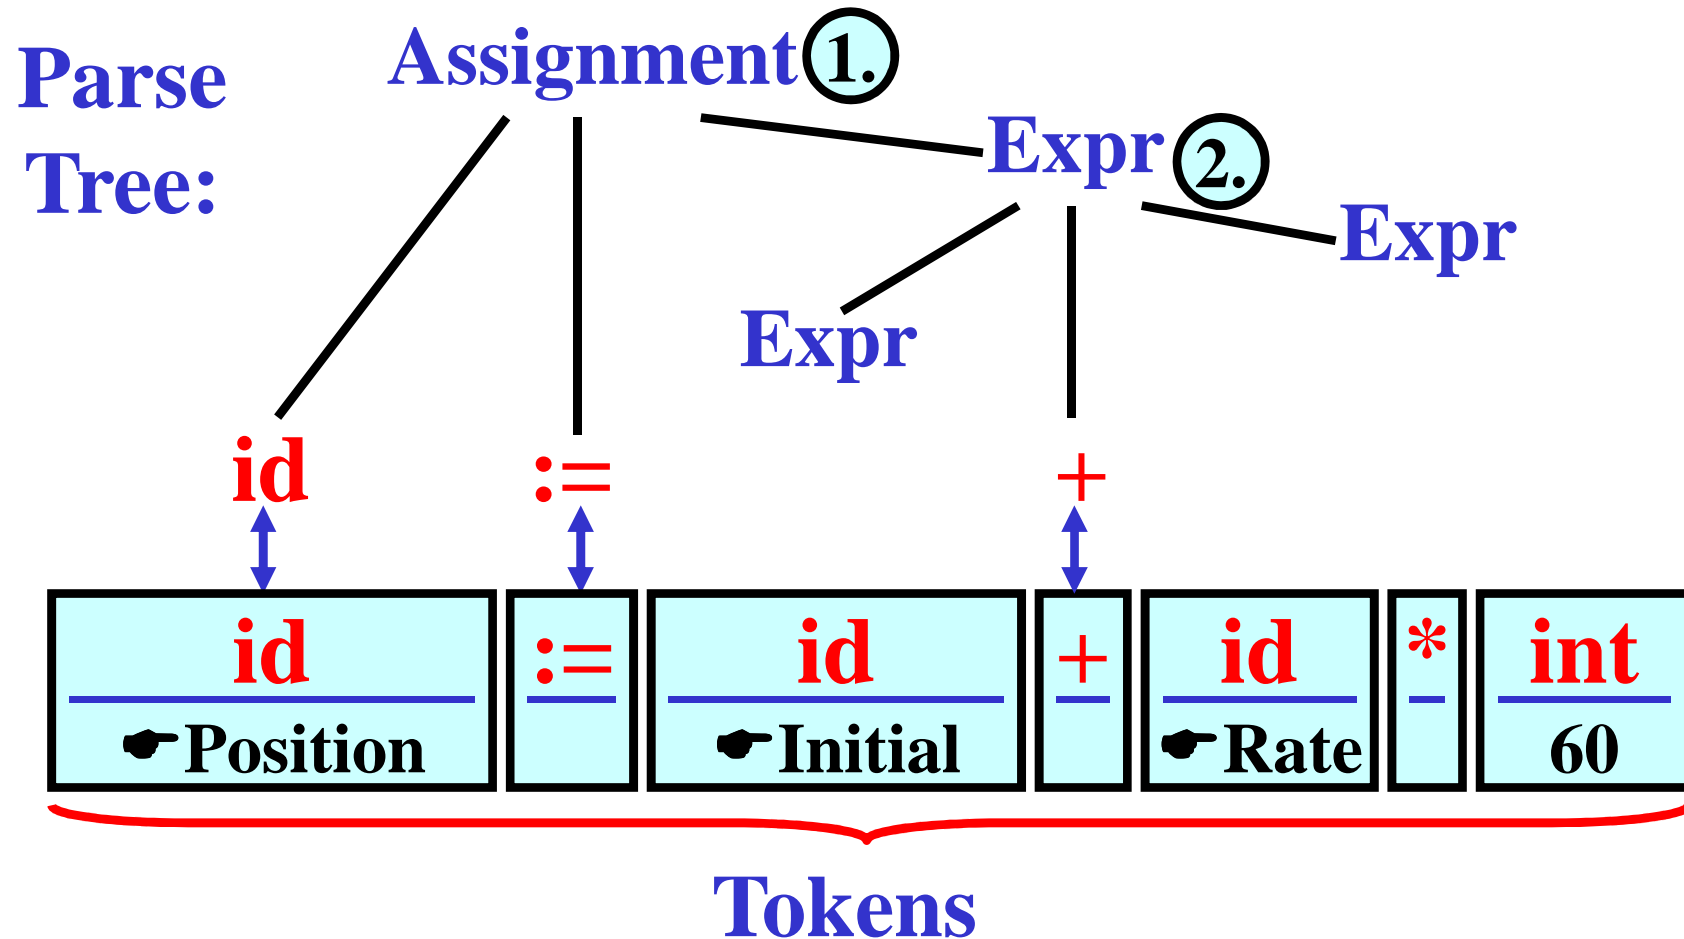 Parse
Tree:
Assignment 1.
Expr 2.
Expr
Expr
id := +
id := id + id * int
☛Position ☛Initial ☛Rate 60
Tokens